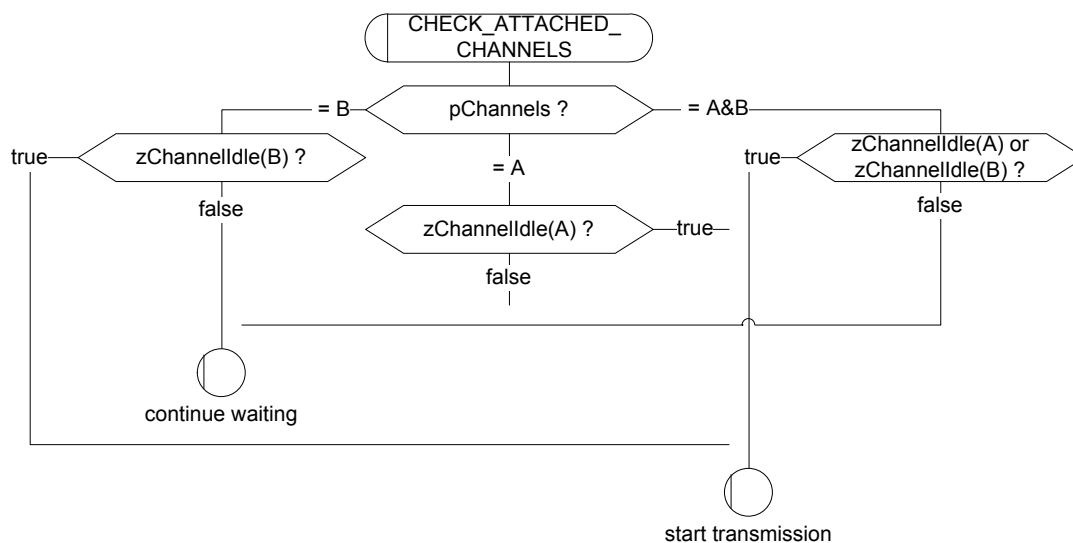 CHECK_ATTACHED_
CHANNELS
= B
pChannels ?
= A&B
true
zChannelIdle(B) ?
= A
true
zChannelIdle(A) or
zChannelIdle(B) ?
false
false
zChannelIdle(A) ?
true
false
continue waiting
start transmission